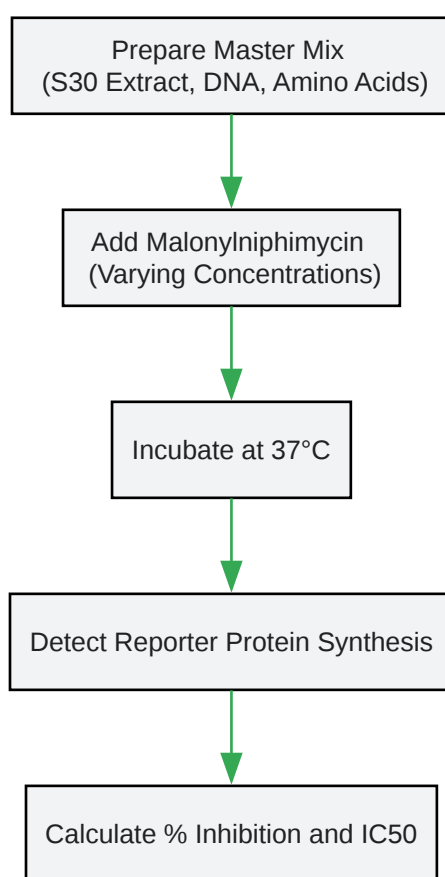 Prepare Master Mix
(S30 Extract, DNA, Amino Acids)
Add Malonylniphimycin
(Varying Concentrations)
Incubate at 37°C
Detect Reporter Protein Synthesis
Calculate % Inhibition and IC50